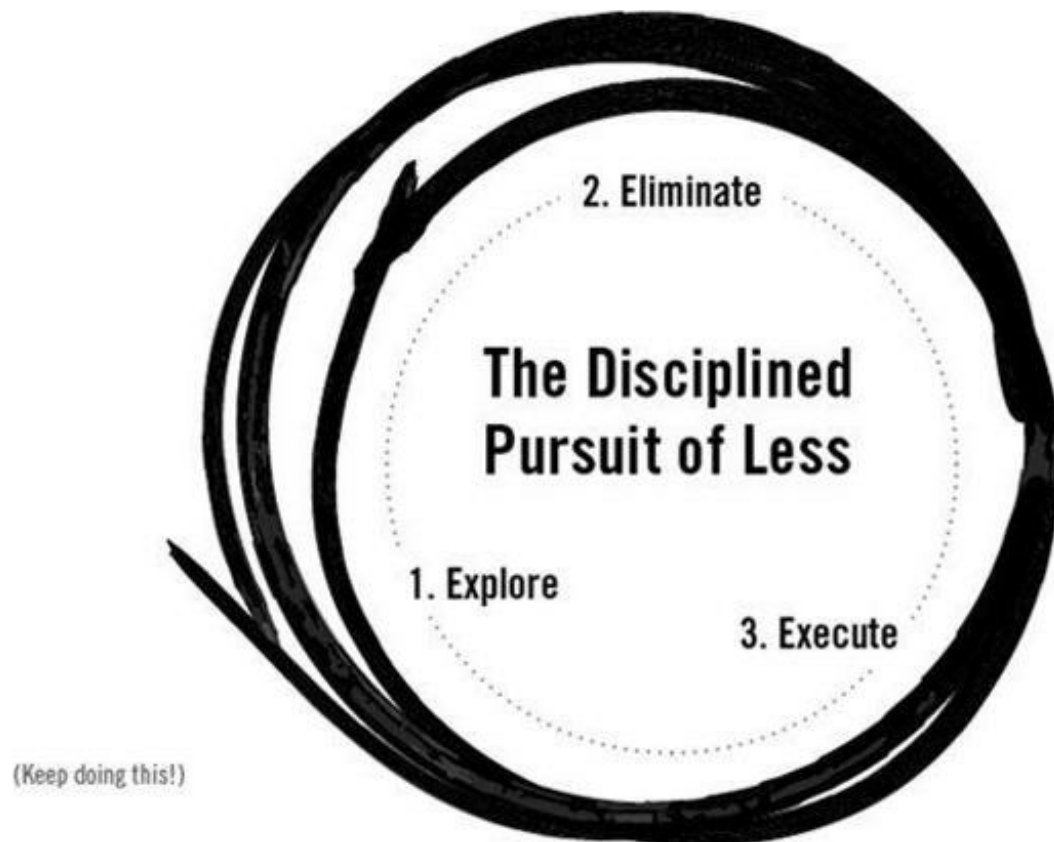 2. Eliminate
The Disciplined
Pursuit of Less
1. Explore
3. Execute
(Keep doing this!)